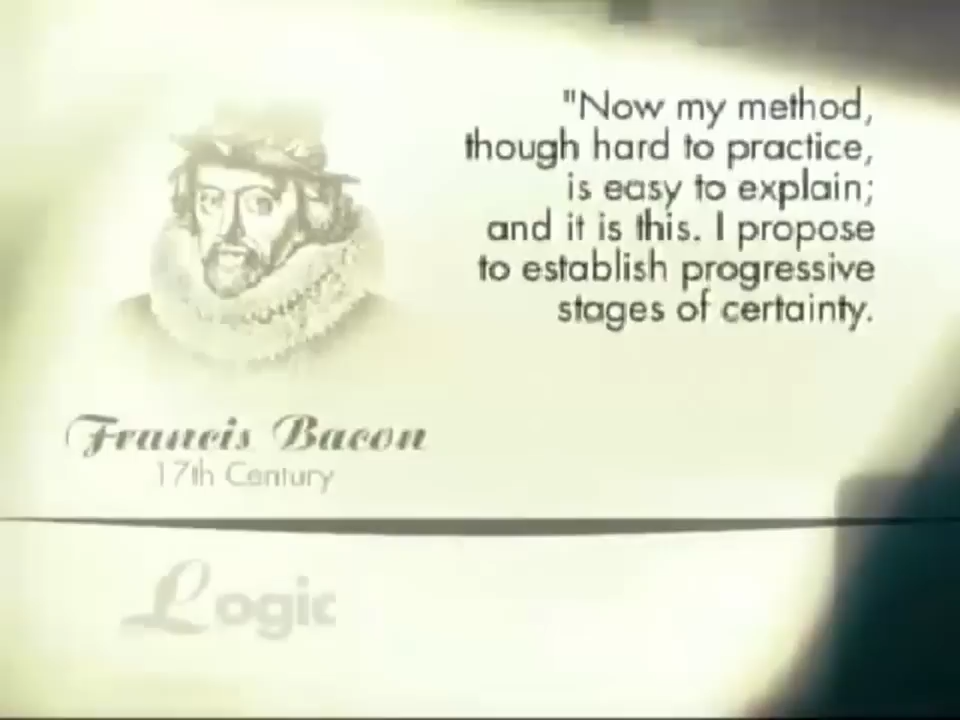 "Now my method,
though hard to practice,
is easy to explain;
and it is this. I propose
to establish progressive
stages of certainty.
Francis Bacon
17th Century
Logic